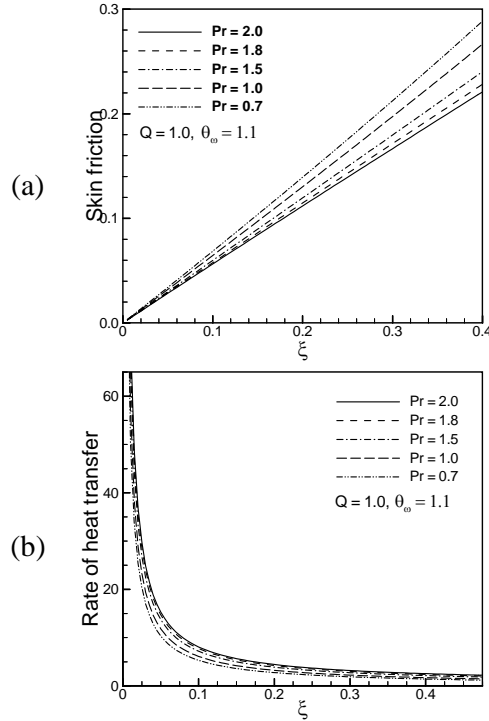 (a)
Skin friction
0.3
0.2
0.1
0.0
Pr = 2.0
Pr = 1.8
Pr = 1.5
Pr = 1.0
Pr = 0.7
Q = 1.0, θω = 1.1
0
0.1
0.2
0.3
0.4
ξ
(b)
Rate of heat transfer
60
40
20
0
Pr = 2.0
Pr = 1.8
Pr = 1.5
Pr = 1.0
Pr = 0.7
Q = 1.0, θω = 1.1
0
0.1
0.2
0.3
0.4
ξ